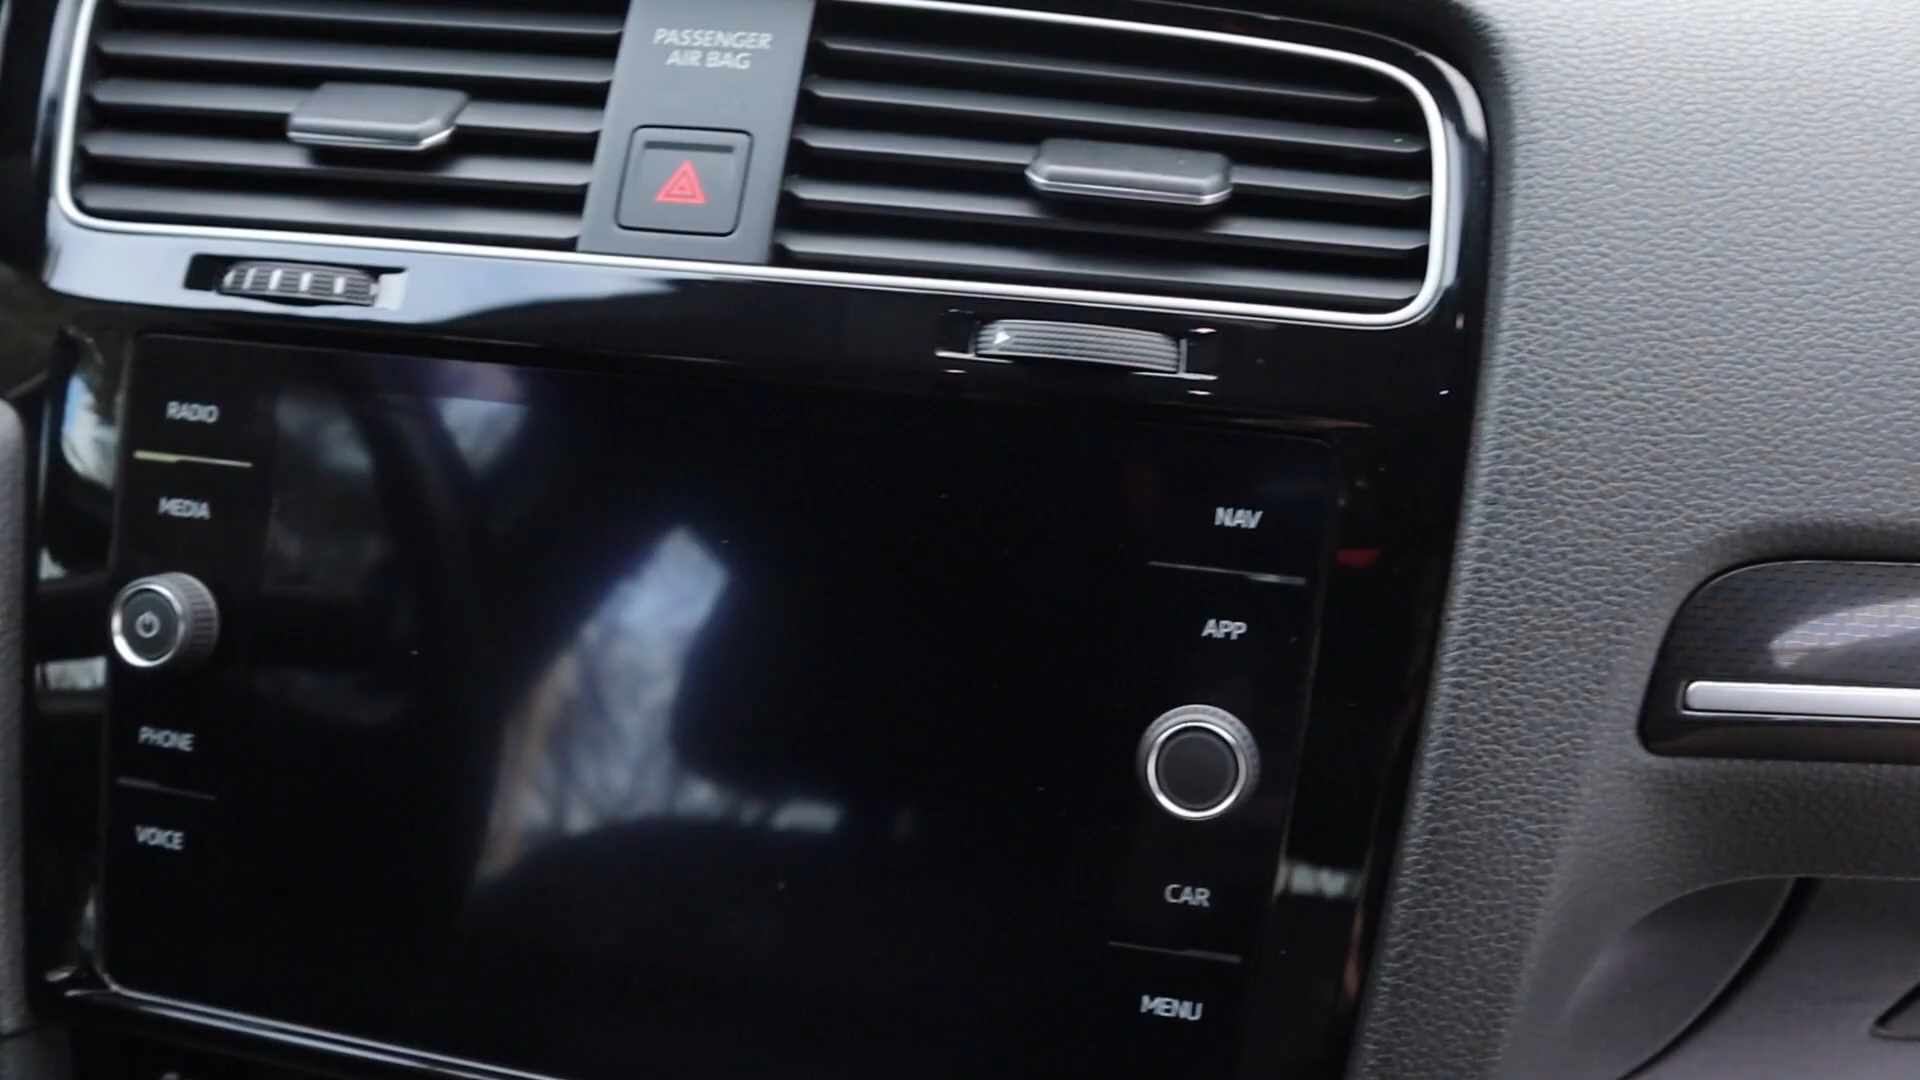 PASSENGER
AIR BAG
RADIO
MEDIA
PHONE
VOICE
NAV
APP
CAR
MENU